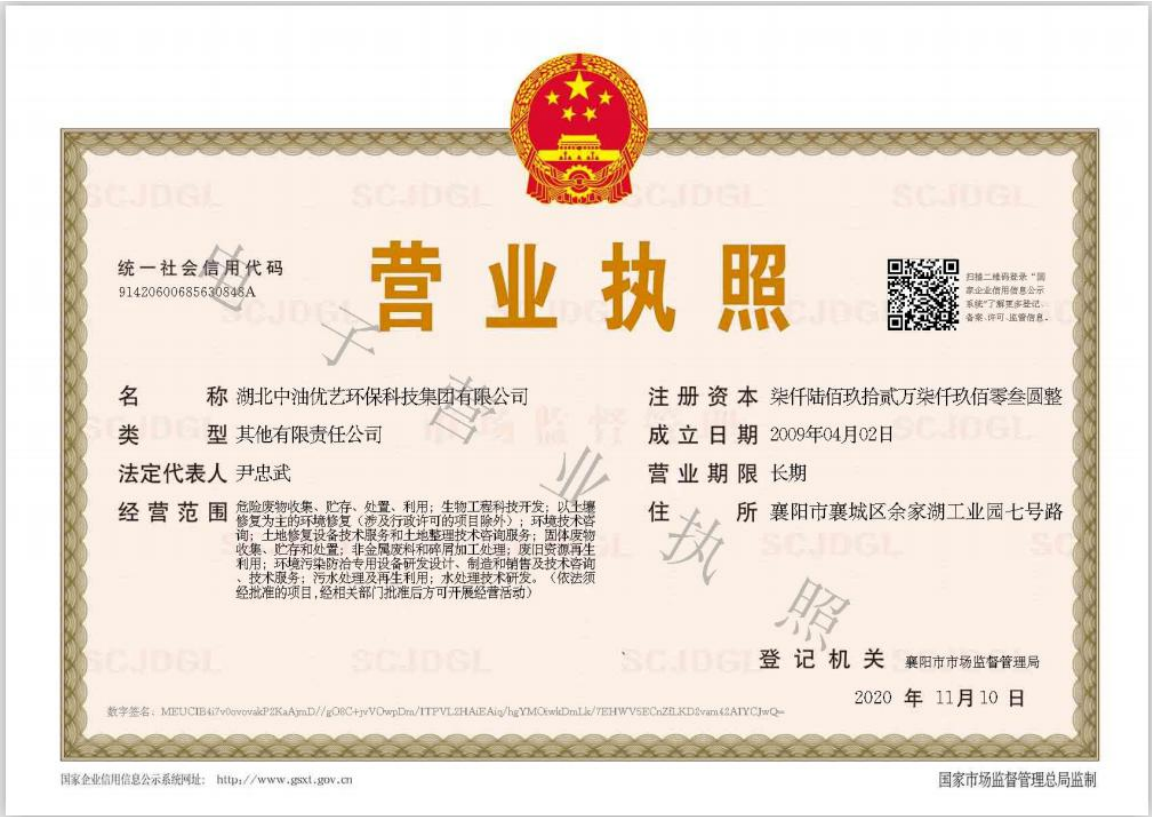 营业执照
统一社会信用代码
91420600685630848A
扫描二维码登录“国
家企业信用信息公示
系统”了解更多登记、
备案、许可、监管信息。
名称 湖北中油优艺环保科技集团有限公司
类型 其他有限责任公司
法定代表人 尹忠武
经营范围 危险废物收集、贮存、处置、利用；生物工程科技开发；以土壤
修复为主的环境修复（涉及行政许可的项目除外）；环境技术咨
询；土地修复设备技术服务和土地整理技术咨询服务；固体废物
收集、贮存和处置；非金属废料和碎屑加工处理；废旧资源再生
利用；环境污染防治专用设备研发设计、制造和销售及技术咨询
、技术服务；污水处理及再生利用；水处理技术研发。（依法须
经批准的项目,经相关部门批准后方可开展经营活动）
注册资本 柒仟陆佰玖拾贰万柒仟玖佰零叁圆整
成立日期 2009年04月02日
营业期限 长期
住所 襄阳市襄城区余家湖工业园七号路
电子营业执照
登记机关 襄阳市市场监督管理局
2020 年 11月10 日
数字签名：
国家企业信用信息公示系统网址： http://www.gsxt.gov.cn
国家市场监督管理总局监制